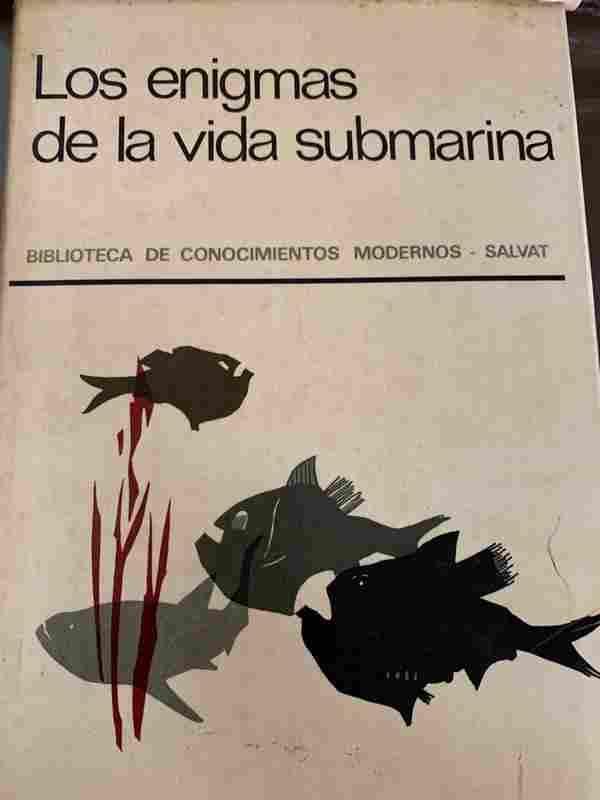 Los enigmas
de la vida submarina
BIBLIOTECA DE CONOCIMIENTOS MODERNOS - SALVAT